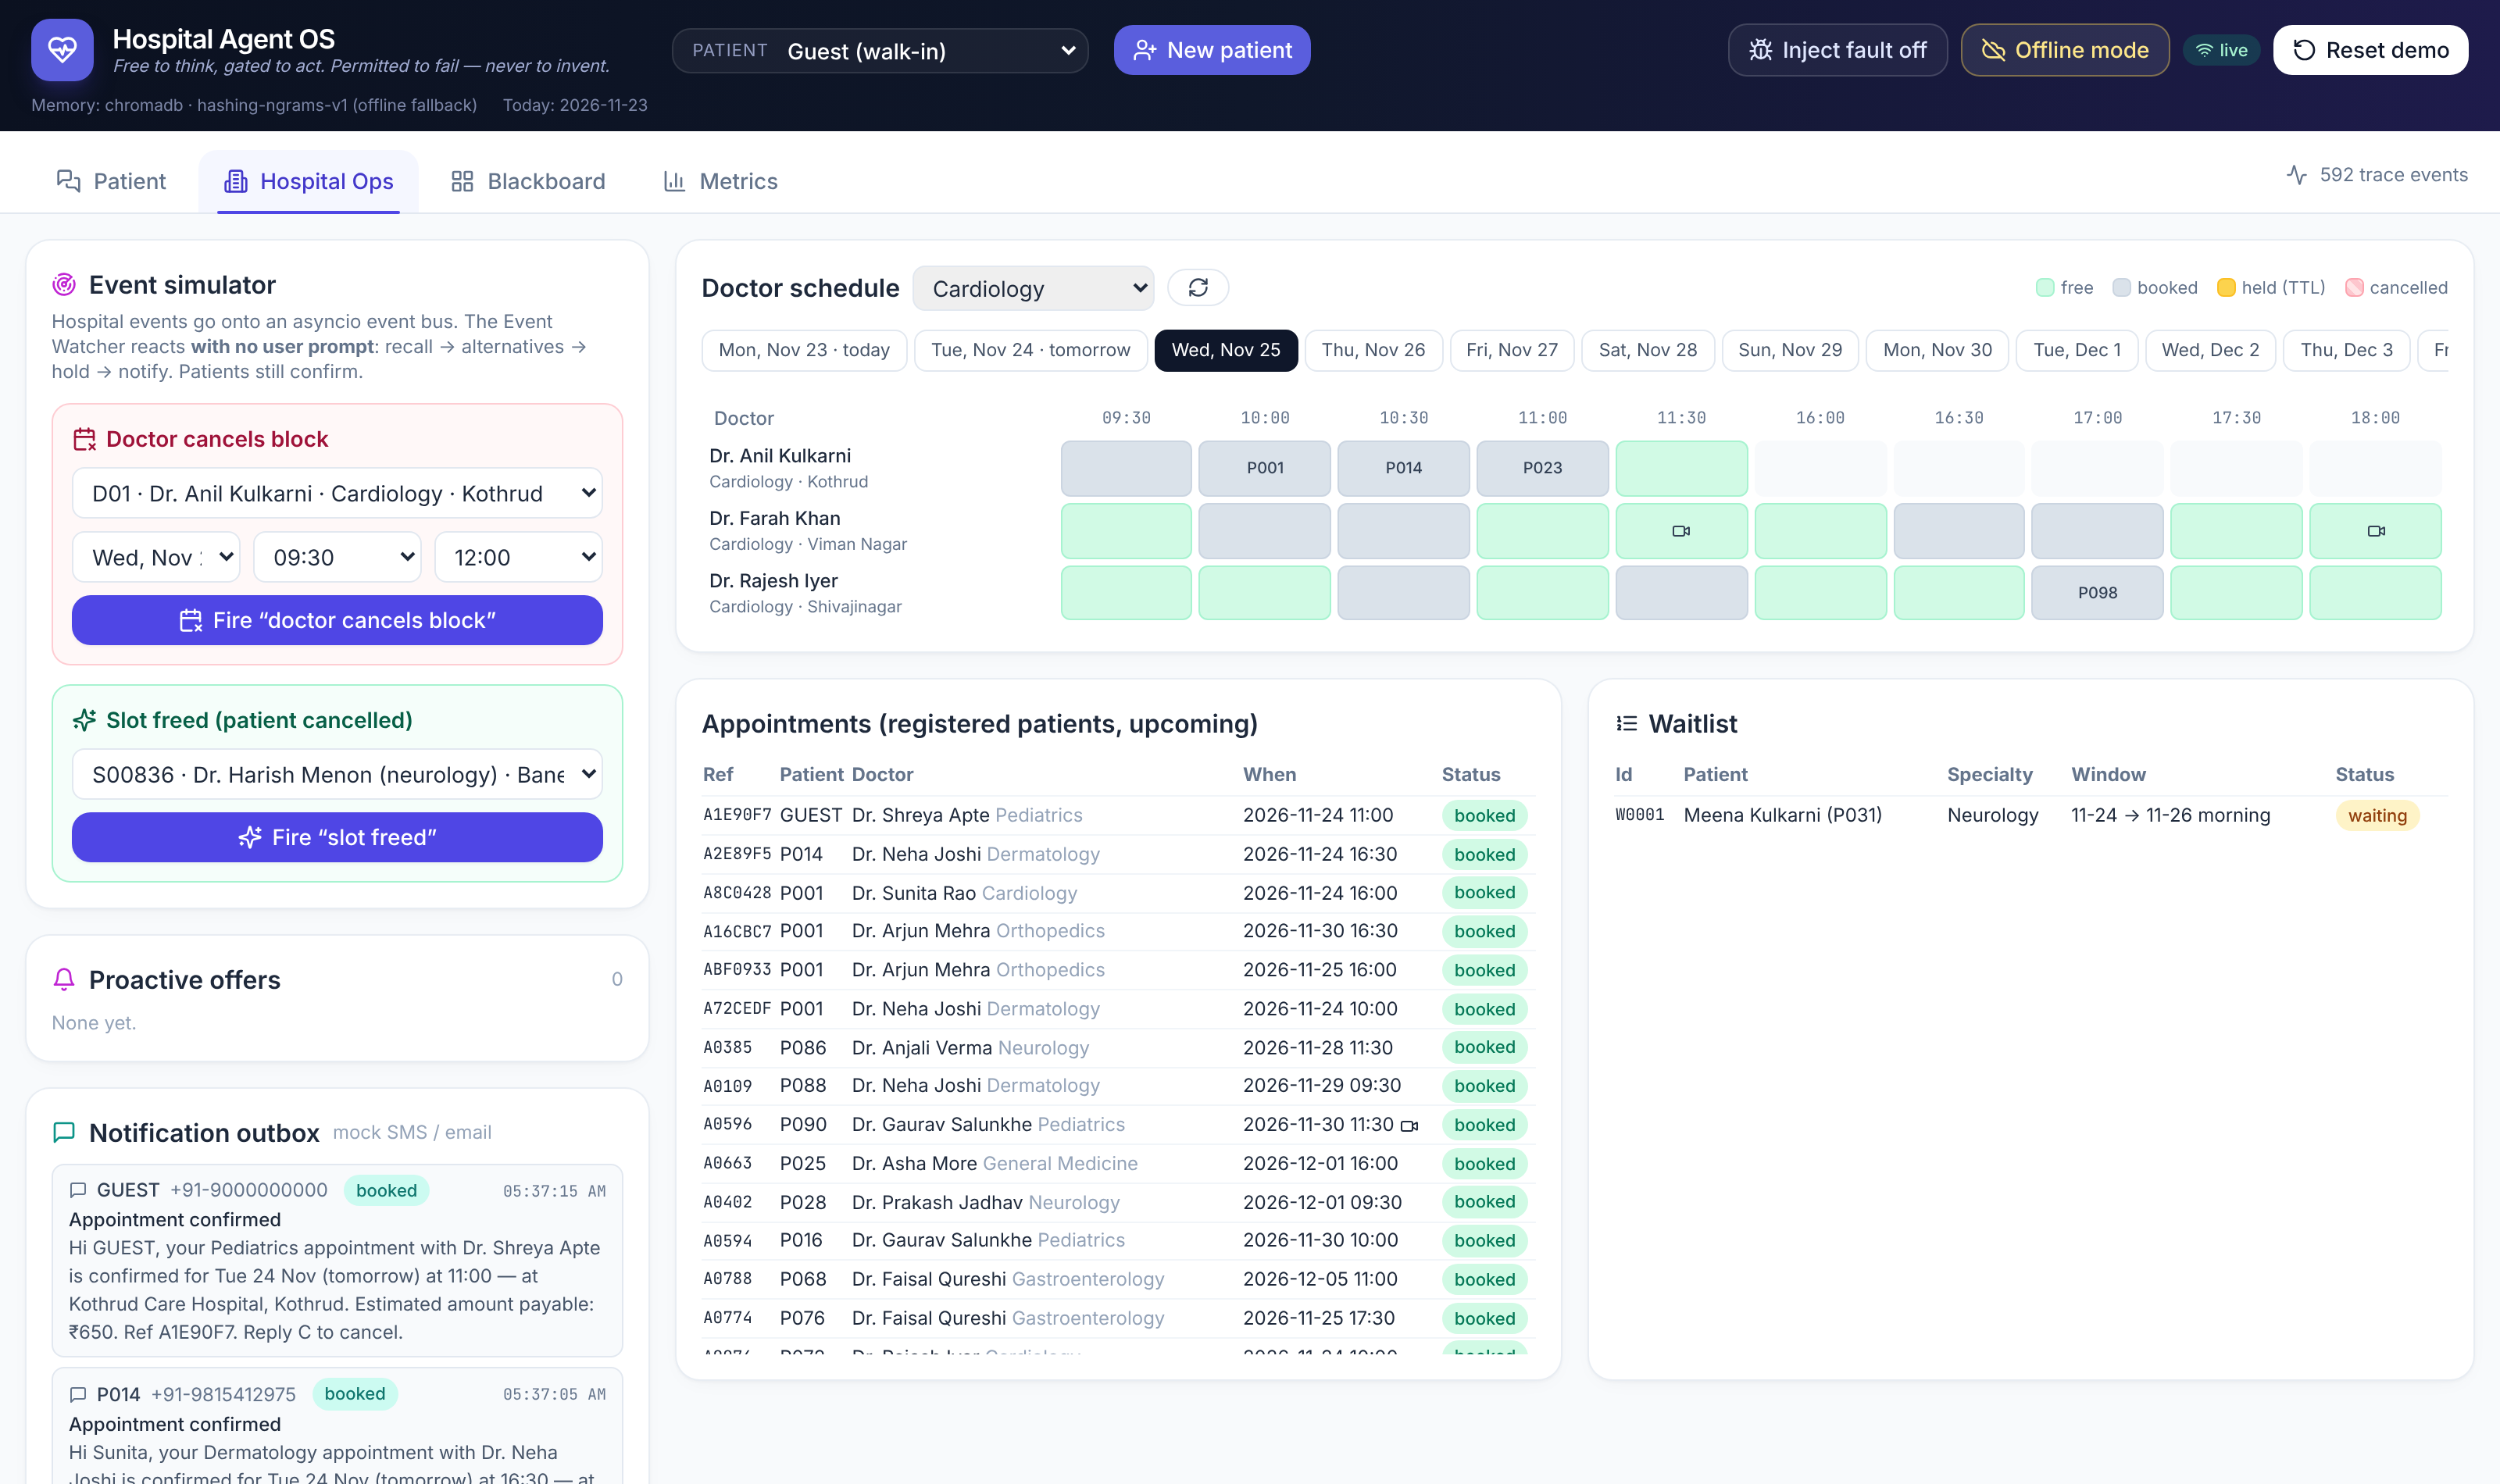 Hospital Agent OS
Free to think, gated to act. Permitted to fail — never to invent.
PATIENT Guest (walk-in)
New patient
Inject fault off
Offline mode
live
Reset demo
Memory: chromadb · hashing-ngrams-v1 (offline fallback) Today: 2026-11-23
Patient
Hospital Ops
Blackboard
Metrics
592 trace events
Event simulator
Hospital events go onto an asyncio event bus. The Event
Watcher reacts with no user prompt: recall → alternatives →
hold → notify. Patients still confirm.
Doctor cancels block
D01 · Dr. Anil Kulkarni · Cardiology · Kothrud
Wed, Nov
09:30
12:00
Fire “doctor cancels block”
Slot freed (patient cancelled)
S00836 · Dr. Harish Menon (neurology) · Bane
Fire “slot freed”
Proactive offers 0
None yet.
Notification outbox mock SMS / email
GUEST +91-9000000000 booked 05:37:15 AM
Appointment confirmed
Hi GUEST, your Pediatrics appointment with Dr. Shreya Apte
is confirmed for Tue 24 Nov (tomorrow) at 11:00 — at
Kothrud Care Hospital, Kothrud. Estimated amount payable:
₹650. Ref A1E90F7. Reply C to cancel.
P014 +91-9815412975 booked 05:37:05 AM
Appointment confirmed
Hi Sunita, your Dermatology appointment with Dr. Neha
Joshi is confirmed for Tue 24 Nov (tomorrow) at 16:30 — at
Doctor schedule Cardiology
free booked held (TTL) cancelled
Mon, Nov 23 · today
Tue, Nov 24 · tomorrow
Wed, Nov 25
Thu, Nov 26
Fri, Nov 27
Sat, Nov 28
Sun, Nov 29
Mon, Nov 30
Tue, Dec 1
Wed, Dec 2
Thu, Dec 3
Fr
Doctor 09:30 10:00 10:30 11:00 11:30 16:00 16:30 17:00 17:30 18:00
Dr. Anil Kulkarni
Cardiology · Kothrud
P001 P014 P023
Dr. Farah Khan
Cardiology · Viman Nagar
Dr. Rajesh Iyer
Cardiology · Shivajinagar
P098
Appointments (registered patients, upcoming)
Ref Patient Doctor When Status
A1E90F7 GUEST Dr. Shreya Apte Pediatrics 2026-11-24 11:00 booked
A2E89F5 P014 Dr. Neha Joshi Dermatology 2026-11-24 16:30 booked
A8C0428 P001 Dr. Sunita Rao Cardiology 2026-11-24 16:00 booked
A16CBC7 P001 Dr. Arjun Mehra Orthopedics 2026-11-30 16:30 booked
ABF0933 P001 Dr. Arjun Mehra Orthopedics 2026-11-25 16:00 booked
A72CEDF P001 Dr. Neha Joshi Dermatology 2026-11-24 10:00 booked
A0385 P086 Dr. Anjali Verma Neurology 2026-11-28 11:30 booked
A0109 P088 Dr. Neha Joshi Dermatology 2026-11-29 09:30 booked
A0596 P090 Dr. Gaurav Salunkhe Pediatrics 2026-11-30 11:30 booked
A0663 P025 Dr. Asha More General Medicine 2026-12-01 16:00 booked
A0402 P028 Dr. Prakash Jadhav Neurology 2026-12-01 09:30 booked
A0594 P016 Dr. Gaurav Salunkhe Pediatrics 2026-11-30 10:00 booked
A0788 P068 Dr. Faisal Qureshi Gastroenterology 2026-12-05 11:00 booked
A0774 P076 Dr. Faisal Qureshi Gastroenterology 2026-11-25 17:30 booked
Dr. Rajesh Iyer Cardiology booked
Waitlist
Id Patient Specialty Window Status
W0001 Meena Kulkarni (P031) Neurology 11-24 → 11-26 morning waiting